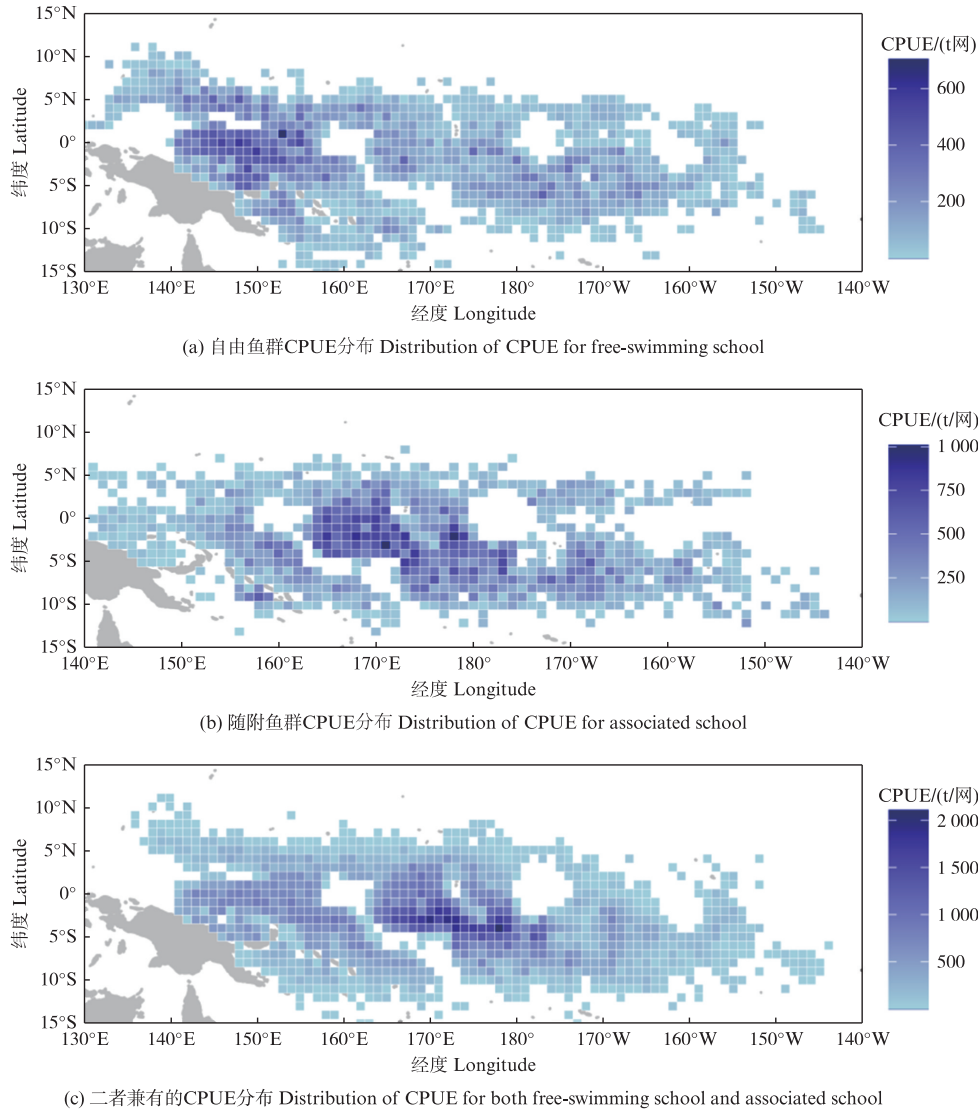 CPUE/(t网)
15°N
10°N
5°N
0°
5°S
10°S
15°S
纬度 Latitude
600
400
200
130°E 140°E 150°E 160°E 170°E 180° 170°W 160°W 150°W 140°W
经度 Longitude
(a) 自由鱼群CPUE分布 Distribution of CPUE for free-swimming school
CPUE/(t/网)
15°N
10°N
5°N
0°
5°S
10°S
15°S
纬度 Latitude
1 000
750
500
250
140°E 150°E 160°E 170°E 180° 170°W 160°W 150°W 140°W
经度 Longitude
(b) 随附鱼群CPUE分布 Distribution of CPUE for associated school
CPUE/(t/网)
15°N
10°N
5°N
0°
5°S
10°S
15°S
纬度 Latitude
2 000
1 500
1 000
500
130°E 140°E 150°E 160°E 170°E 180° 170°W 160°W 150°W 140°W
经度 Longitude
(c) 二者兼有的CPUE分布 Distribution of CPUE for both free-swimming school and associated school